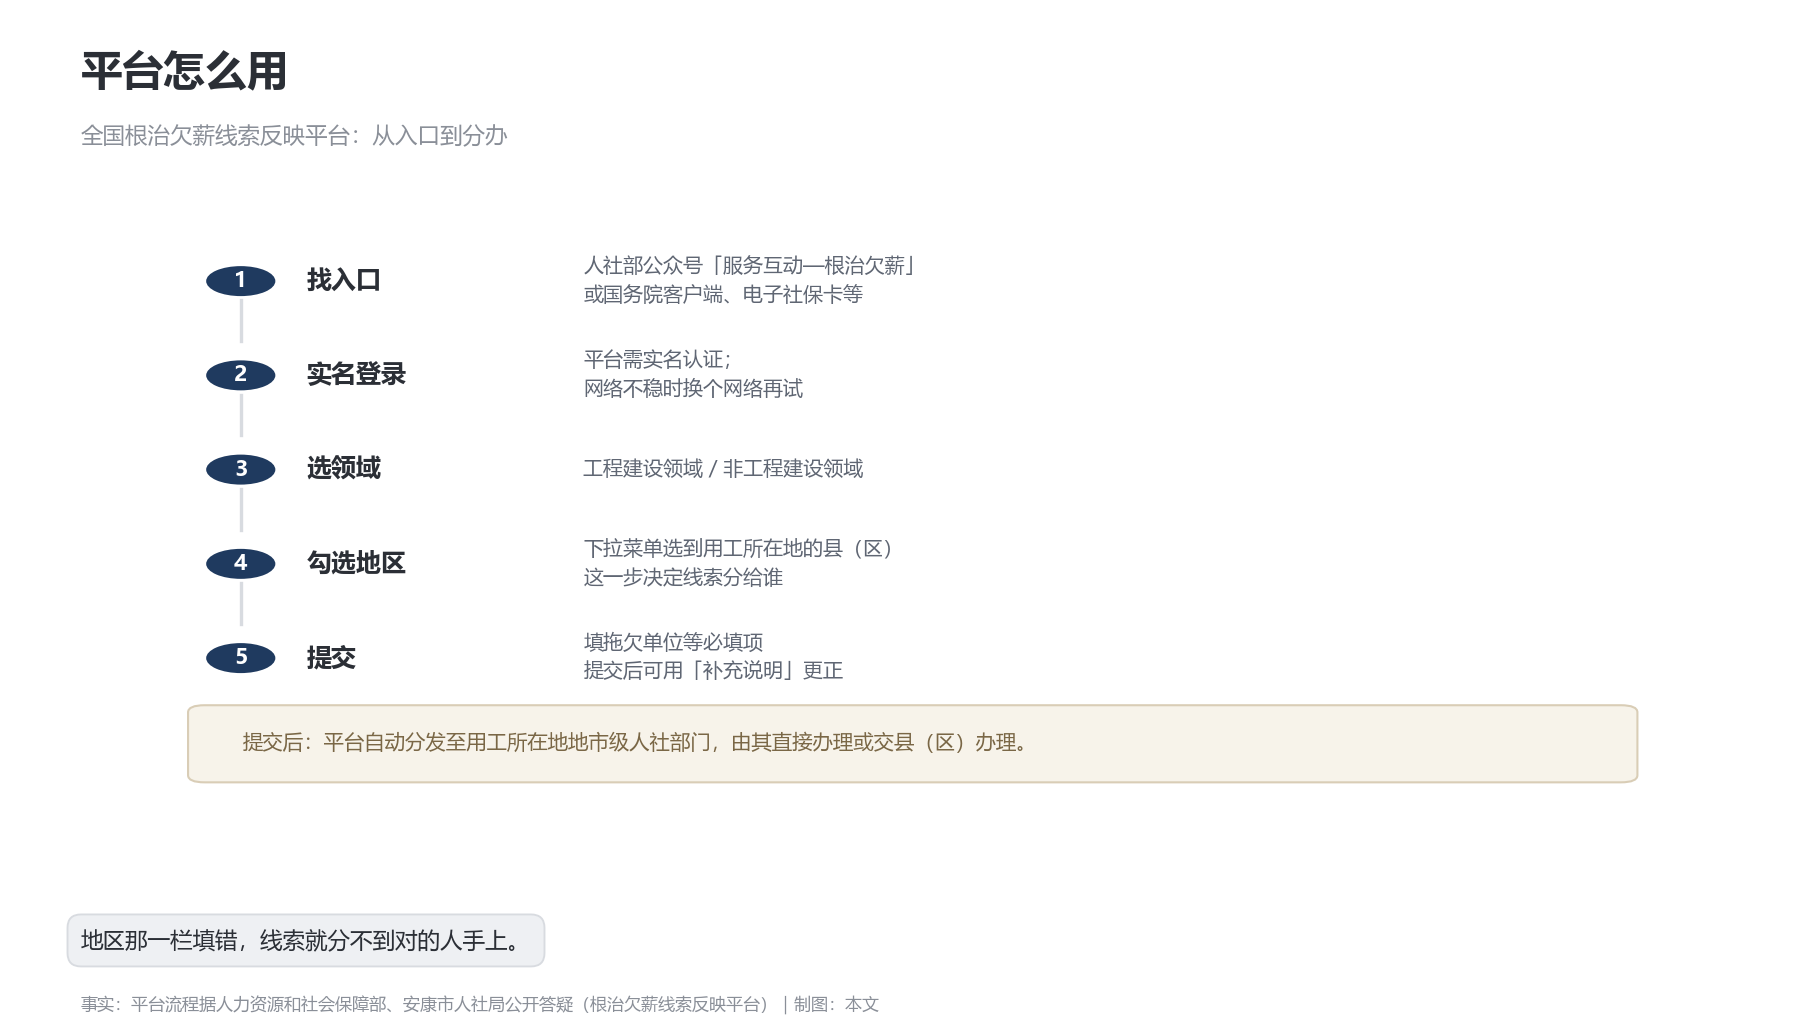 平台怎么用
全国根治欠薪线索反映平台：从入口到分办
1 找入口
人社部公众号「服务互动—根治欠薪」
或国务院客户端、电子社保卡等
2 实名登录
平台需实名认证；
网络不稳时换个网络再试
3 选领域
工程建设领域 / 非工程建设领域
4 勾选地区
下拉菜单选到用工所在地的县（区）
这一步决定线索分给谁
5 提交
填拖欠单位等必填项
提交后可用「补充说明」更正
提交后：平台自动分发至用工所在地地市级人社部门，由其直接办理或交县（区）办理。
地区那一栏填错，线索就分不到对的人手上。
事实：平台流程据人力资源和社会保障部、安康市人社局公开答疑（根治欠薪线索反映平台）｜制图：本文